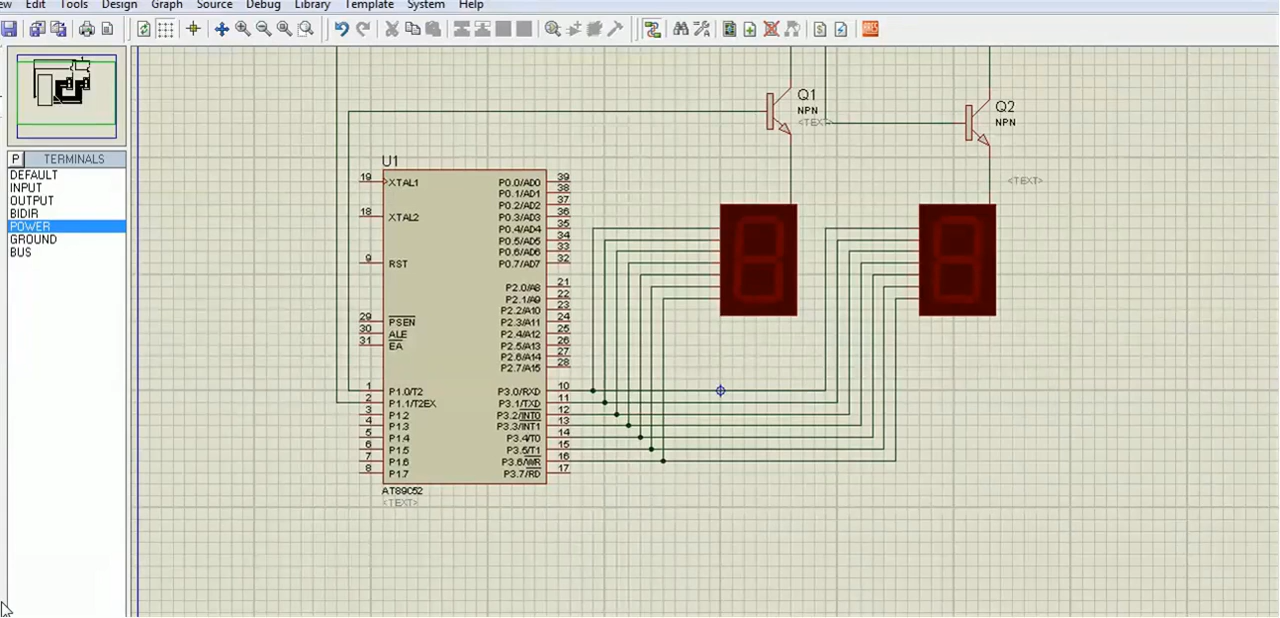 ew Edit Tools Design Graph Source Debug Library Template System Help
P TERMINALS
DEFAULT
INPUT
OUTPUT
BIDIR
POWER
GROUND
BUS
Q1
NPN
<TEXT>
Q2
NPN
<TEXT>
U1
19 XTAL1
18 XTAL2
9 RST
29 PSEN
30 ALE
31 EA
1 P1.0/T2
2 P1.1/T2EX
3 P1.2
4 P1.3
5 P1.4
6 P1.5
7 P1.6
8 P1.7
P0.0/AD0 39
P0.1/AD1 38
P0.2/AD2 37
P0.3/AD3 36
P0.4/AD4 35
P0.5/AD5 34
P0.6/AD6 33
P0.7/AD7 32
P2.0/A8 21
P2.1/A9 22
P2.2/A10 23
P2.3/A11 24
P2.4/A12 25
P2.5/A13 26
P2.6/A14 27
P2.7/A15 28
P3.0/RXD 10
P3.1/TXD 11
P3.2/INT0 12
P3.3/INT1 13
P3.4/T0 14
P3.5/T1 15
P3.6/WR 16
P3.7/RD 17
AT89C52
<TEXT>
ARES